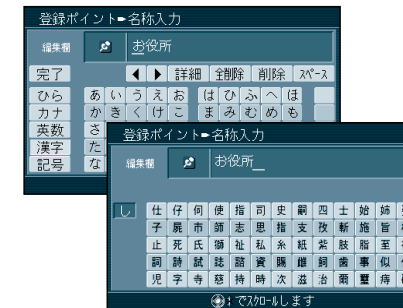 登録ポイント➨名称入力
編集欄 お役所
完了 ◀ ▶ 詳細 全削除 削除 スペース
ひら あ い う え お は ひ ふ へ ほ
カナ か き く け こ ま み む め も
英数 さ
漢字 た
記号 な
登録ポイント➨名称入力
編集欄 お役所_
し 仕 仔 伺 使 指 司 史 嗣 四 士 始 姉
子 屍 市 師 志 思 指 支 孜 斯 施 旨
止 死 氏 獅 祉 私 糸 紙 紫 肢 脂 至
詞 詩 試 誌 諮 資 賜 雌 飼 歯 事 似
児 字 寺 慈 持 時 次 滋 治 爾 璽 痔
:でスクロールします